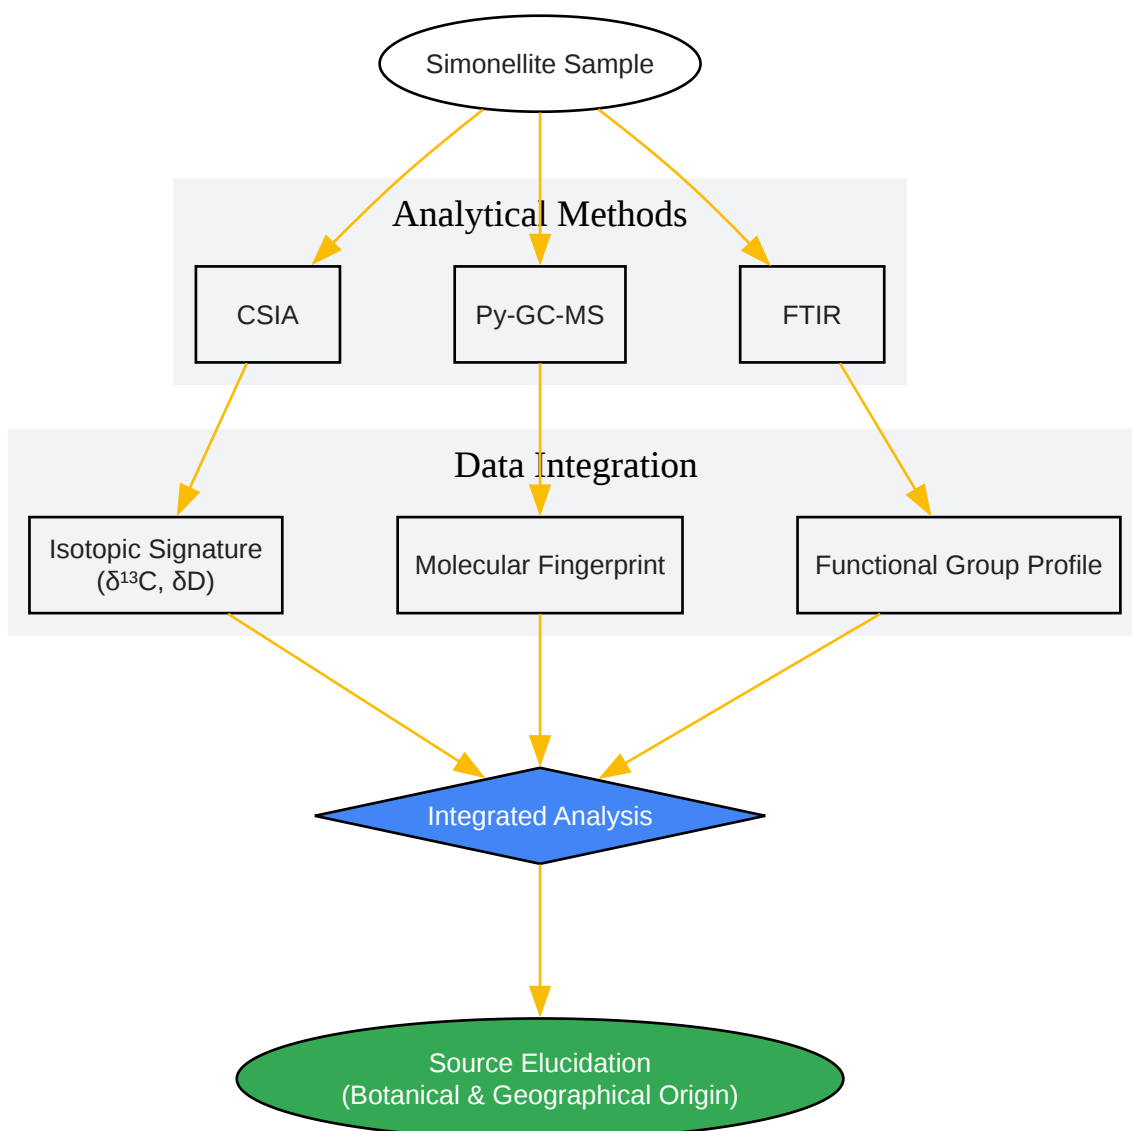 Simonellite Sample
Analytical Methods
CSIA
Py-GC-MS
FTIR
Data Integration
Isotopic Signature
(δ¹³C, δD)
Molecular Fingerprint
Functional Group Profile
Integrated Analysis
Source Elucidation
(Botanical & Geographical Origin)